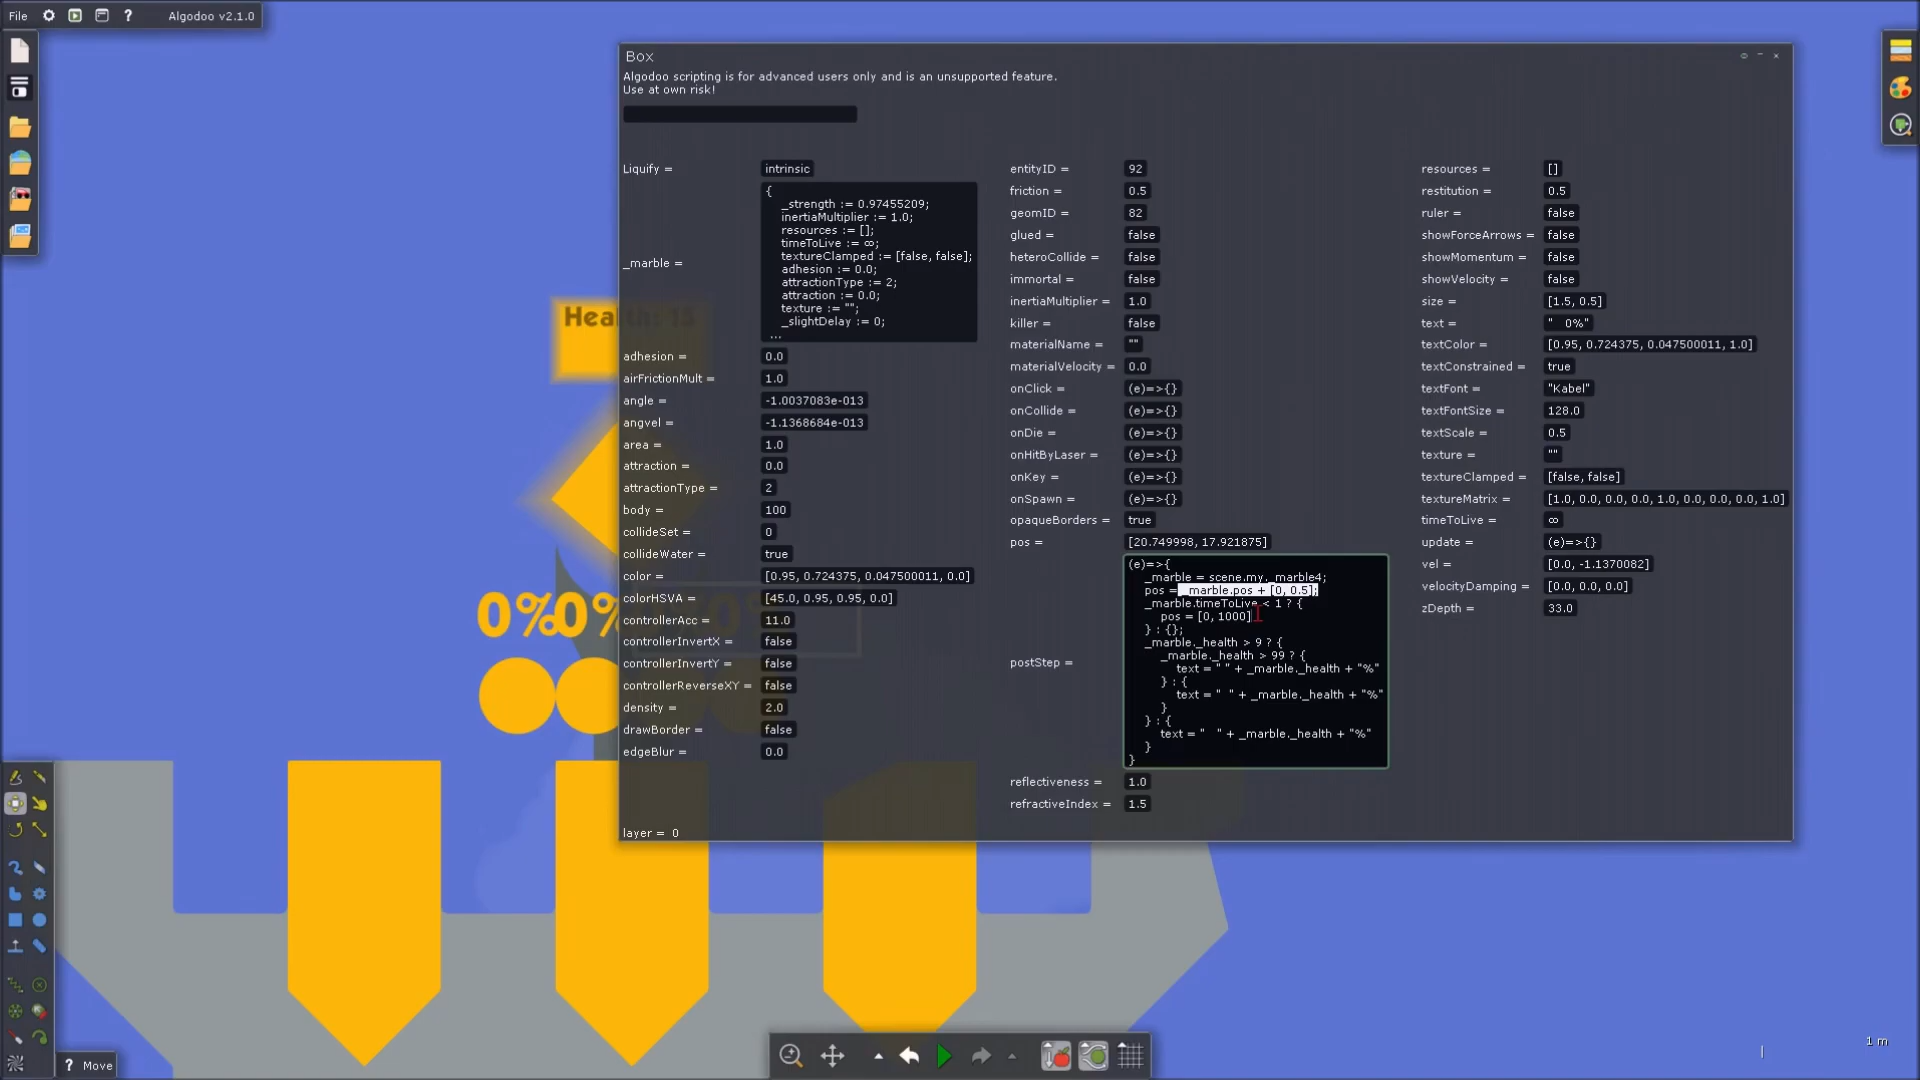 File ? Algodoo v2.1.0
Box
Algodoo scripting is for advanced users only and is an unsupported feature.
Use at own risk!
Liquify = intrinsic
_marble = {
_strength := 0.97455209;
inertiaMultiplier := 1.0;
resources := [];
timeToLive := ∞;
textureClamped := [false, false];
adhesion := 0.0;
attractionType := 2;
attraction := 0.0;
texture := "";
_slightDelay := 0;
...
adhesion = 0.0
airFrictionMult = 1.0
angle = -1.0037083e-013
angvel = -1.1368684e-013
area = 1.0
attraction = 0.0
attractionType = 2
body = 100
collideSet = 0
collideWater = true
color = [0.95, 0.724375, 0.047500011, 0.0]
colorHSVA = [45.0, 0.95, 0.95, 0.0]
controllerAcc = 11.0
controllerInvertX = false
controllerInvertY = false
controllerReverseXY = false
density = 2.0
drawBorder = false
edgeBlur = 0.0
layer = 0
entityID = 92
friction = 0.5
geomID = 82
glued = false
heteroCollide = false
immortal = false
inertiaMultiplier = 1.0
killer = false
materialName = ""
materialVelocity = 0.0
onClick = (e)=>{}
onCollide = (e)=>{}
onDie = (e)=>{}
onHitByLaser = (e)=>{}
onKey = (e)=>{}
onSpawn = (e)=>{}
opaqueBorders = true
pos = [20.749998, 17.921875]
postStep = (e)=>{
_marble = scene.my._marble4;
pos = _marble.pos + [0, 0.5];
_marble.timeToLive < 1 ? {
pos = [0, 1000]
} : {};
_marble._health > 9 ? {
_marble._health > 99 ? {
text = " " + _marble._health + "%"
} : {
text = "  " + _marble._health + "%"
}
} : {
text = "   " + _marble._health + "%"
}
}
reflectiveness = 1.0
refractiveIndex = 1.5
resources = []
restitution = 0.5
ruler = false
showForceArrows = false
showMomentum = false
showVelocity = false
size = [1.5, 0.5]
text = "   0%"
textColor = [0.95, 0.724375, 0.047500011, 1.0]
textConstrained = true
textFont = "Kabel"
textFontSize = 128.0
textScale = 0.5
texture = ""
textureClamped = [false, false]
textureMatrix = [1.0, 0.0, 0.0, 0.0, 1.0, 0.0, 0.0, 0.0, 1.0]
timeToLive = ∞
update = (e)=>{}
vel = [0.0, -1.1370082]
velocityDamping = [0.0, 0.0, 0.0]
zDepth = 33.0
Health: 15
0% 0%
? Move
1 m